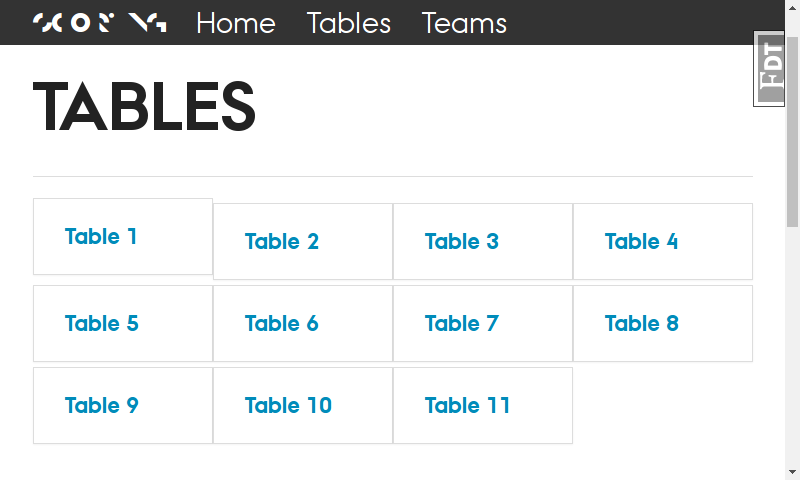 SCORING
Home Tables Teams
FDT
TABLES
Table 1
Table 2
Table 3
Table 4
Table 5
Table 6
Table 7
Table 8
Table 9
Table 10
Table 11